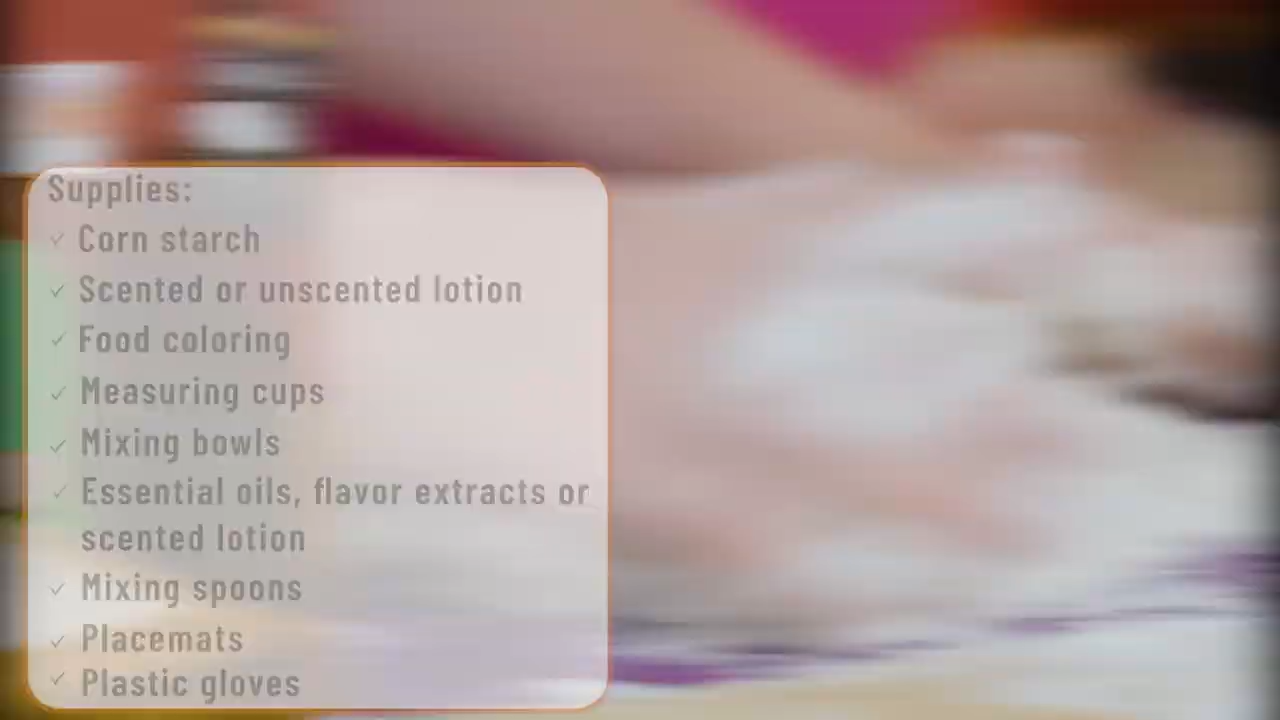 Supplies:
✓ Corn starch
✓ Scented or unscented lotion
✓ Food coloring
✓ Measuring cups
✓ Mixing bowls
✓ Essential oils, flavor extracts or
scented lotion
✓ Mixing spoons
✓ Placemats
✓ Plastic gloves